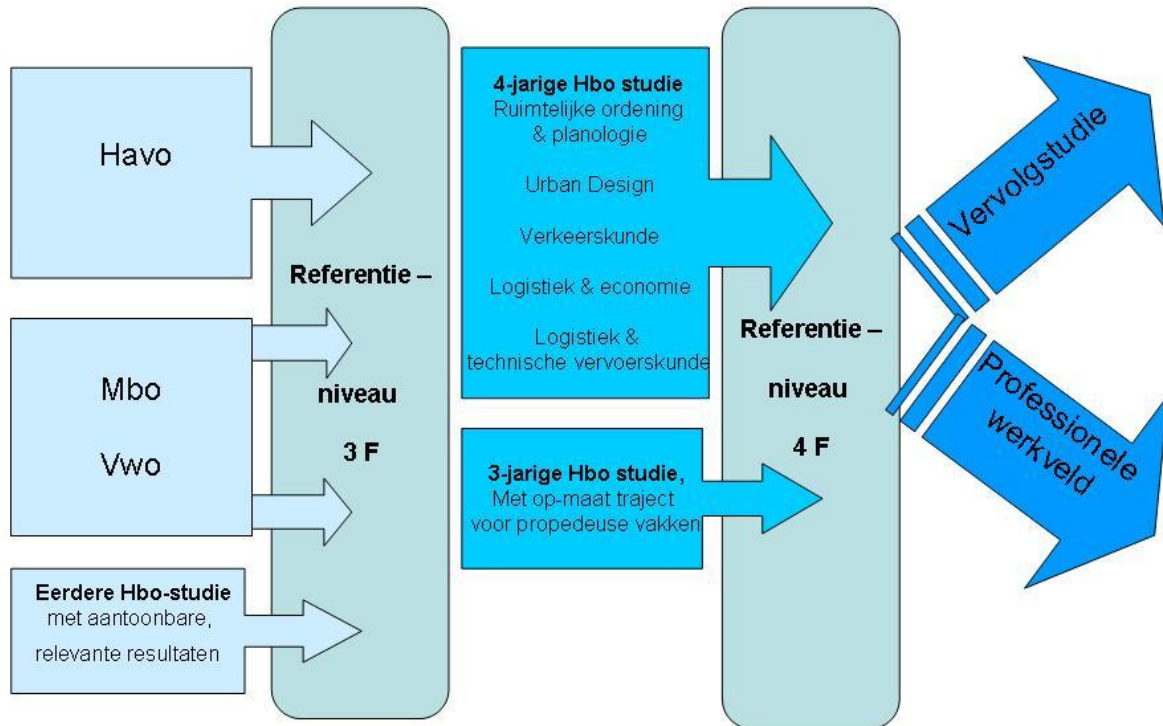 Havo
Mbo
Vwo
Eerdere Hbo-studie
met aantoonbare,
relevante resultaten
Referentie –
niveau
3 F
4-jarige Hbo studie
Ruimtelijke ordening
& planologie
Urban Design
Verkeerskunde
Logistiek & economie
Logistiek &
technische vervoerskunde
3-jarige Hbo studie,
Met op-maat traject
voor propedeuse vakken
Referentie –
niveau
4 F
Vervolgstudie
Professionele
werkveld